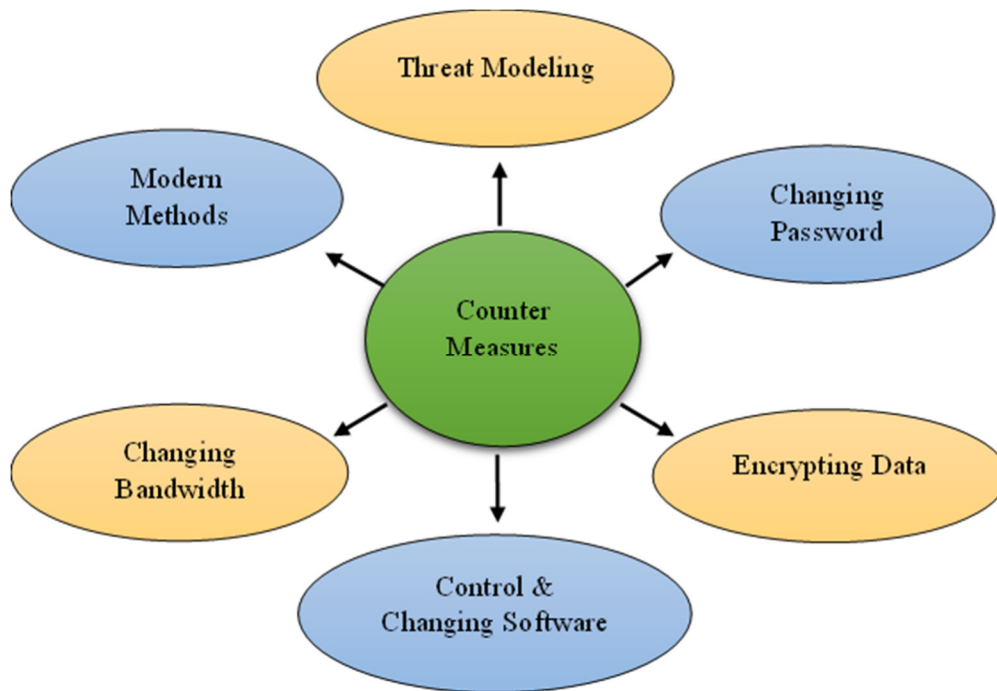 Threat Modeling
Modern
Methods
Changing
Password
Counter
Measures
Changing
Bandwidth
Encrypting Data
Control &
Changing Software